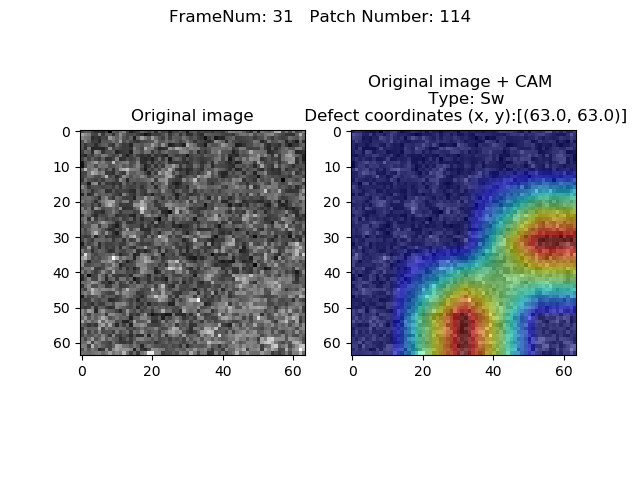 FrameNum: 31   Patch Number: 114
Original image
Original image + CAM
Type: Sw
Defect coordinates (x, y):[(63.0, 63.0)]
0
10
20
30
40
50
60
0 20 40 60
0
10
20
30
40
50
60
0 20 40 60